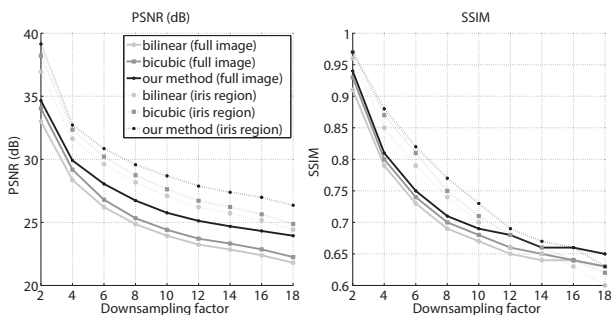 PSNR (dB)
40
35
30
25
20
PSNR (dB)
bilinear (full image)
bicubic (full image)
our method (full image)
bilinear (iris region)
bicubic (iris region)
our method (iris region)
2 4 6 8 10 12 14 16 18
Downsampling factor
SSIM
1
0.95
0.9
0.85
0.8
0.75
0.7
0.65
0.6
SSIM
2 4 6 8 10 12 14 16 18
Downsampling factor